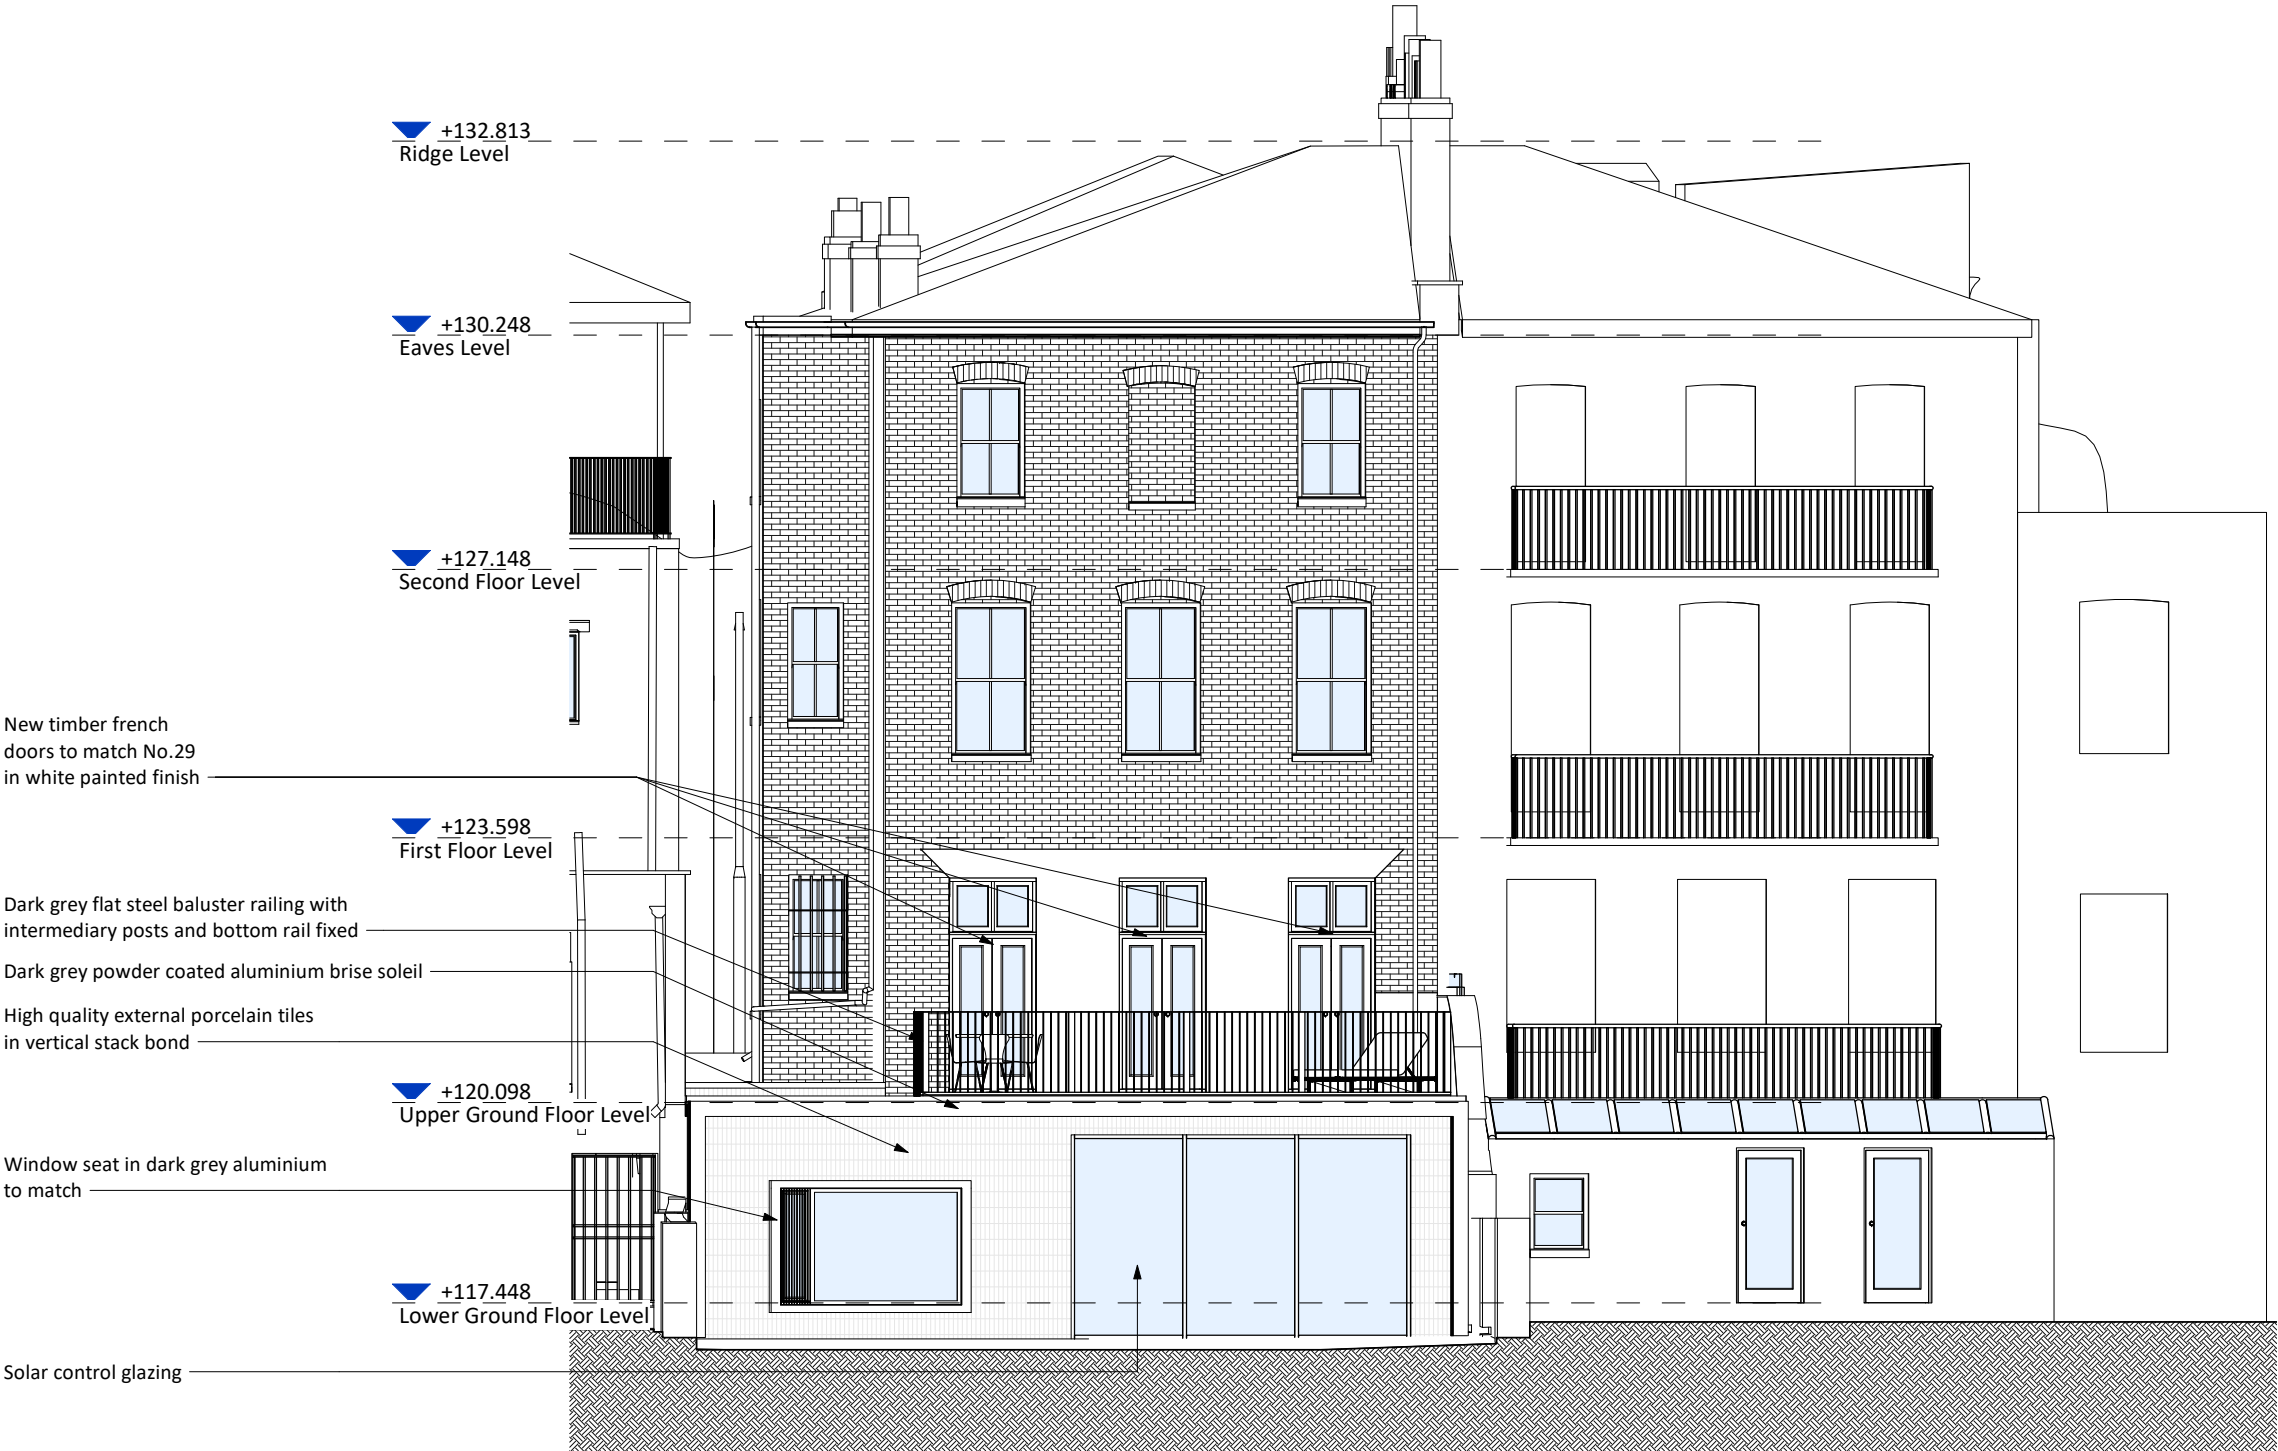 +132.813
Ridge Level
+130.248
Eaves Level
+127.148
Second Floor Level
New timber french
doors to match No.29
in white painted finish
+123.598
First Floor Level
Dark grey flat steel baluster railing with
intermediary posts and bottom rail fixed
Dark grey powder coated aluminium brise soleil
High quality external porcelain tiles
in vertical stack bond
+120.098
Upper Ground Floor Level
Window seat in dark grey aluminium
to match
+117.448
Lower Ground Floor Level
Solar control glazing